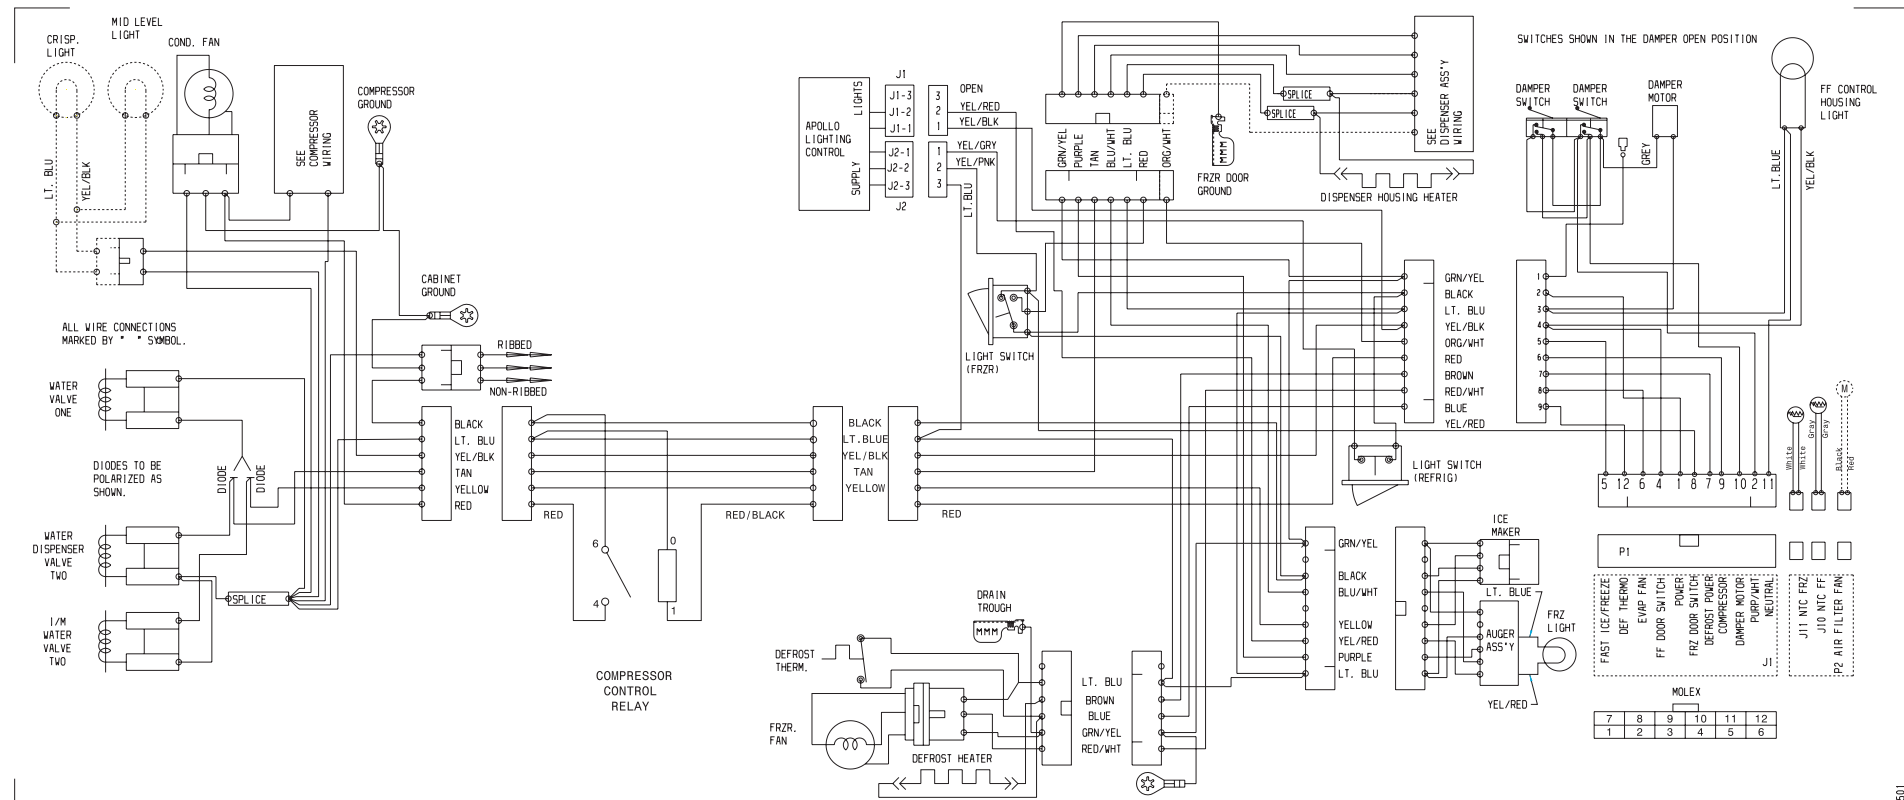 MID LEVEL
LIGHT
CRISP.
LIGHT
COND. FAN
LT. BLU
YEL/BLK
SEE
COMPRESSOR
WIRING
COMPRESSOR
GROUND
CABINET
GROUND
ALL WIRE CONNECTIONS
MARKED BY " " SYMBOL.
RIBBED
NON-RIBBED
WATER
VALVE
ONE
DIODES TO BE
POLARIZED AS
SHOWN.
DIODE
DIODE
WATER
DISPENSER
VALVE
TWO
SPLICE
I/M
WATER
VALVE
TWO
BLACK
LT. BLU
YEL/BLK
TAN
YELLOW
RED
RED
6
4
0
1
RED/BLACK
COMPRESSOR
CONTROL
RELAY
BLACK
LT.BLUE
YEL/BLK
TAN
YELLOW
RED
APOLLO
LIGHTING
CONTROL
LIGHTS
SUPPLY
J1
J1-3
J1-2
J1-1
J2-1
J2-2
J2-3
J2
3
2
1
1
2
3
OPEN
YEL/RED
YEL/BLK
YEL/GRY
YEL/PNK
LT.BLU
GRN/YEL
PURPLE
TAN
BLU/WHT
LT. BLU
RED
ORG/WHT
FRZR DOOR
GROUND
SPLICE
SPLICE
SEE
DISPENSER ASS'Y
WIRING
DISPENSER HOUSING HEATER
LIGHT SWITCH
(FRZR)
GRN/YEL
BLACK
LT. BLU
YEL/BLK
ORG/WHT
RED
BROWN
RED/WHT
BLUE
YEL/RED
1
2
3
4
5
6
7
8
9
LIGHT SWITCH
(REFRIG)
SWITCHES SHOWN IN THE DAMPER OPEN POSITION
DAMPER
SWITCH
DAMPER
SWITCH
DAMPER
MOTOR
GREY
FF CONTROL
HOUSING
LIGHT
LT.BLUE
YEL/BLK
5 12 6 4 1 8 7 9 10 2 11
White
White
Gray
Gray
M
Black
Red
P1
FAST ICE/FREEZE
DEF THERMO
EVAP FAN
FF DOOR SWITCH
POWER
FRZ DOOR SWITCH
DEFROST POWER
COMPRESSOR
DAMPER MOTOR
PURP/WHT
NEUTRAL
J1
J11 NTC FRZ
J10 NTC FF
P2 AIR FILTER FAN
MOLEX
7 8 9 10 11 12
1 2 3 4 5 6
GRN/YEL
BLACK
BLU/WHT
YELLOW
YEL/RED
PURPLE
LT. BLU
ICE
MAKER
LT. BLUE
AUGER
ASS'Y
FRZ
LIGHT
YEL/RED
DRAIN
TROUGH
DEFROST
THERM.
FRZR.
FAN
DEFROST HEATER
LT. BLU
BROWN
BLUE
GRN/YEL
RED/WHT